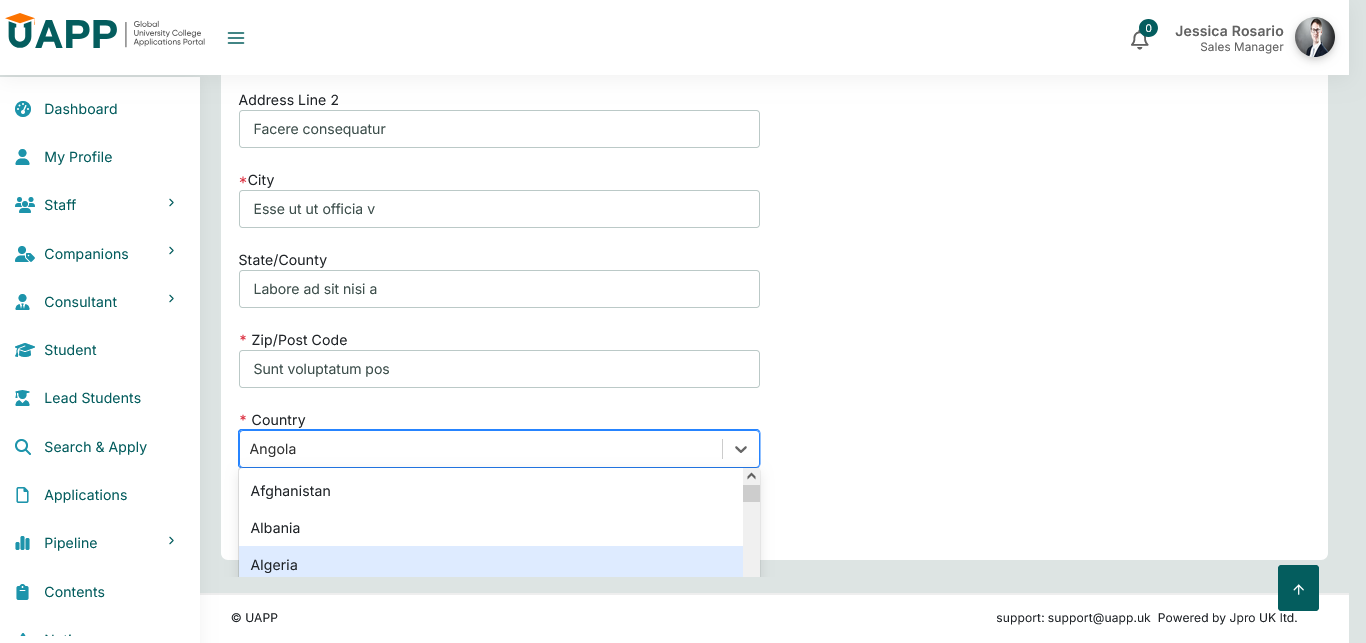 UAPP
Global
University College
Applications Portal
0
Jessica Rosario
Sales Manager
Dashboard
My Profile
Staff
Companions
Consultant
Student
Lead Students
Search & Apply
Applications
Pipeline
Contents
Address Line 2
Facere consequatur
*City
Esse ut ut officia v
State/County
Labore ad sit nisi a
* Zip/Post Code
Sunt voluptatum pos
* Country
Angola
Afghanistan
Albania
Algeria
© UAPP
support: support@uapp.uk Powered by Jpro UK ltd.